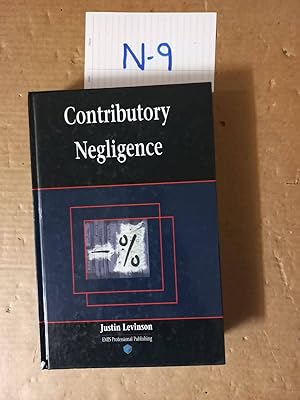 N-9
Contributory
Negligence
- %
Justin Levinson
EMIS Professional Publishing